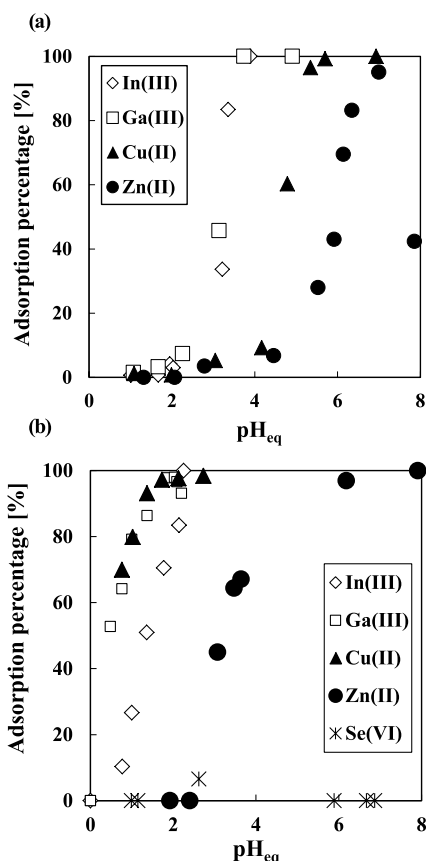 (a)
100
80
60
40
20
0
Adsorption percentage [%]
In(III)
Ga(III)
Cu(II)
Zn(II)
0 2 4 6 8
pHeq
(b)
100
80
60
40
20
0
Adsorption percentage [%]
In(III)
Ga(III)
Cu(II)
Zn(II)
Se(VI)
0 2 4 6 8
pHeq